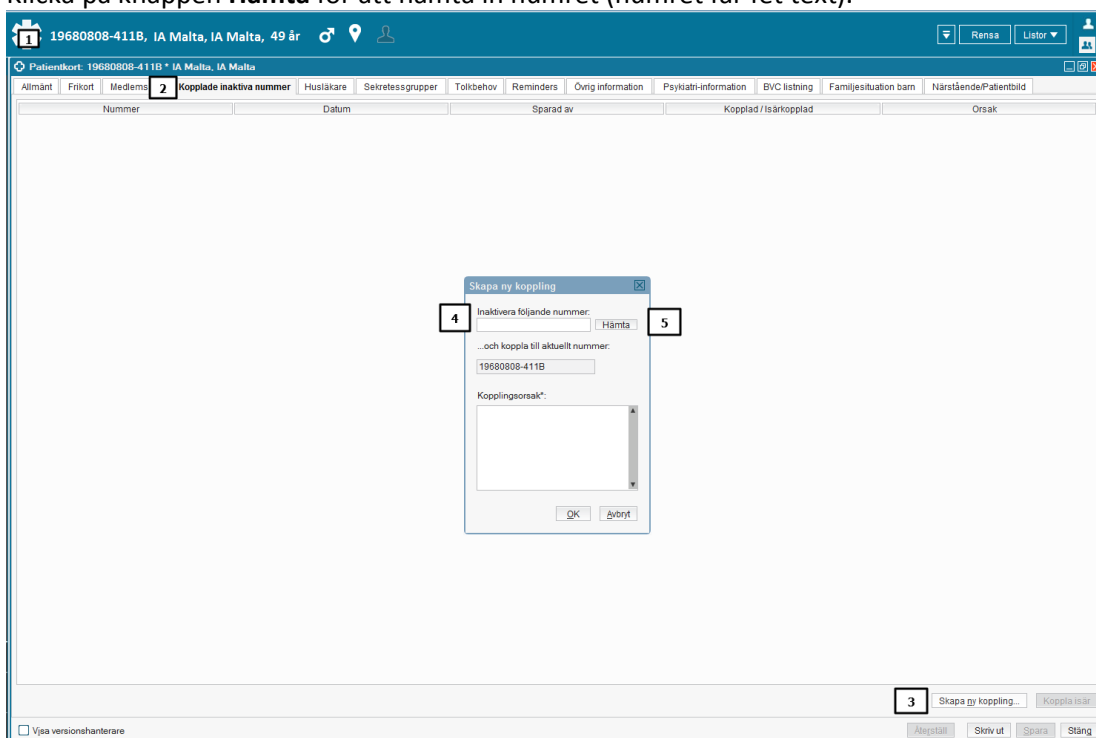 Klicka på knappen Hämta för att hämta in numret (numret får fet text).
1 19680808-411B, IA Malta, IA Malta, 49 år Rensa Listor
Patientkort: 19680808-411B * IA Malta, IA Malta
Allmänt Frikort Medlems 2 Kopplade inaktiva nummer Husläkare Sekretessgrupper Tolkbehov Reminders Övrig information Psykiatri-information BVC listning Familjesituation barn Närstående/Patientbild
Nummer Datum Sparad av Kopplad / Isärkopplad Orsak
Skapa ny koppling
Inaktivera följande nummer:
4 Hämta 5
...och koppla till aktuellt nummer:
19680808-411B
Kopplingsorsak*:
OK Avbryt
3 Skapa ny koppling... Koppla isär
Visa versionshanterare Återställ Skriv ut Spara Stäng